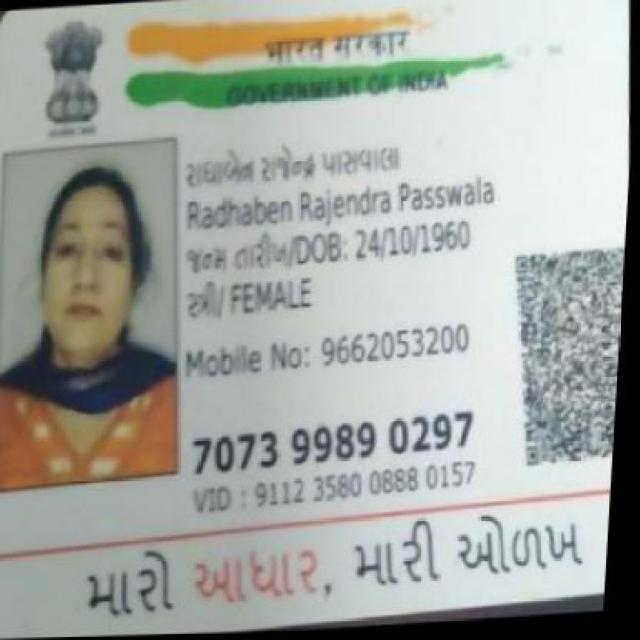 भारत सरकार
GOVERNMENT OF INDIA
રાધાબેન રાજેન્દ્ર પાસવાલા
Radhaben Rajendra Passwala
જન્મ તારીખ/DOB: 24/10/1960
સ્ત્રી/ FEMALE
Mobile No: 9662053200
7073 9989 0297
VID : 9112 3580 0888 0157
મારો આધાર, મારી ઓળખ